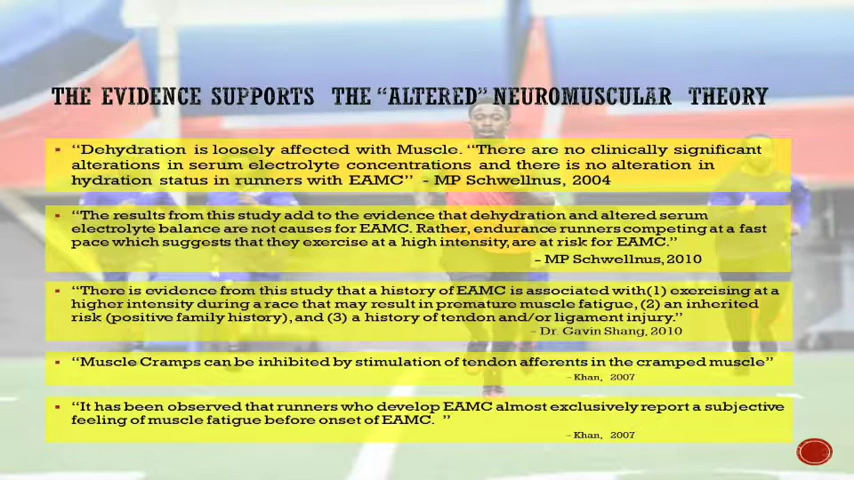 THE EVIDENCE SUPPORTS THE “ALTERED” NEUROMUSCULAR THEORY
▪ “Dehydration is loosely affected with Muscle. “There are no clinically significant
alterations in serum electrolyte concentrations and there is no alteration in
hydration status in runners with EAMC” - MP Schwellnus, 2004
▪ “The results from this study add to the evidence that dehydration and altered serum
electrolyte balance are not causes for EAMC. Rather, endurance runners competing at a fast
pace which suggests that they exercise at a high intensity, are at risk for EAMC.”
– MP Schwellnus, 2010
▪ “There is evidence from this study that a history of EAMC is associated with(1) exercising at a
higher intensity during a race that may result in premature muscle fatigue, (2) an inherited
risk (positive family history), and (3) a history of tendon and/or ligament injury.”
– Dr. Gavin Shang, 2010
▪ “Muscle Cramps can be inhibited by stimulation of tendon afferents in the cramped muscle”
– Khan, 2007
▪ “It has been observed that runners who develop EAMC almost exclusively report a subjective
feeling of muscle fatigue before onset of EAMC. ”
– Khan, 2007